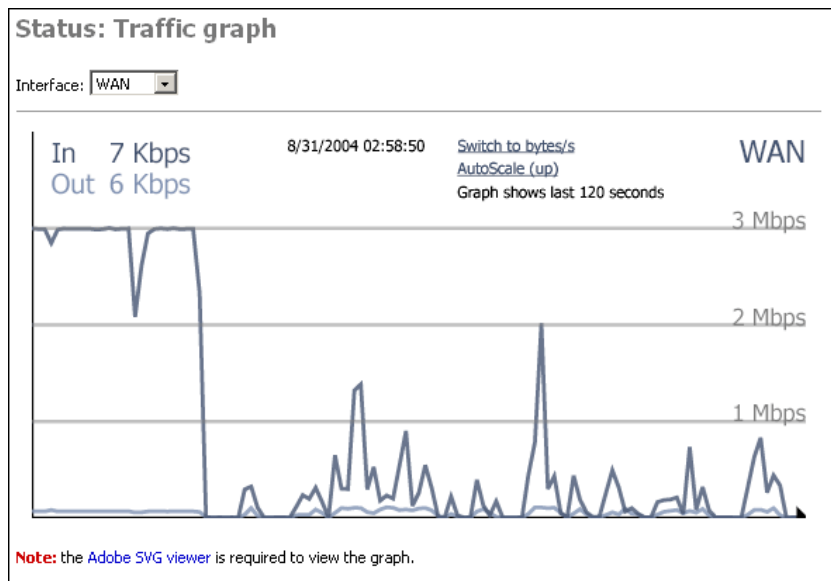 Status: Traffic graph
Interface: WAN
In 7 Kbps
Out 6 Kbps
8/31/2004 02:58:50
Switch to bytes/s
AutoScale (up)
Graph shows last 120 seconds
WAN
3 Mbps
2 Mbps
1 Mbps
Note: the Adobe SVG viewer is required to view the graph.